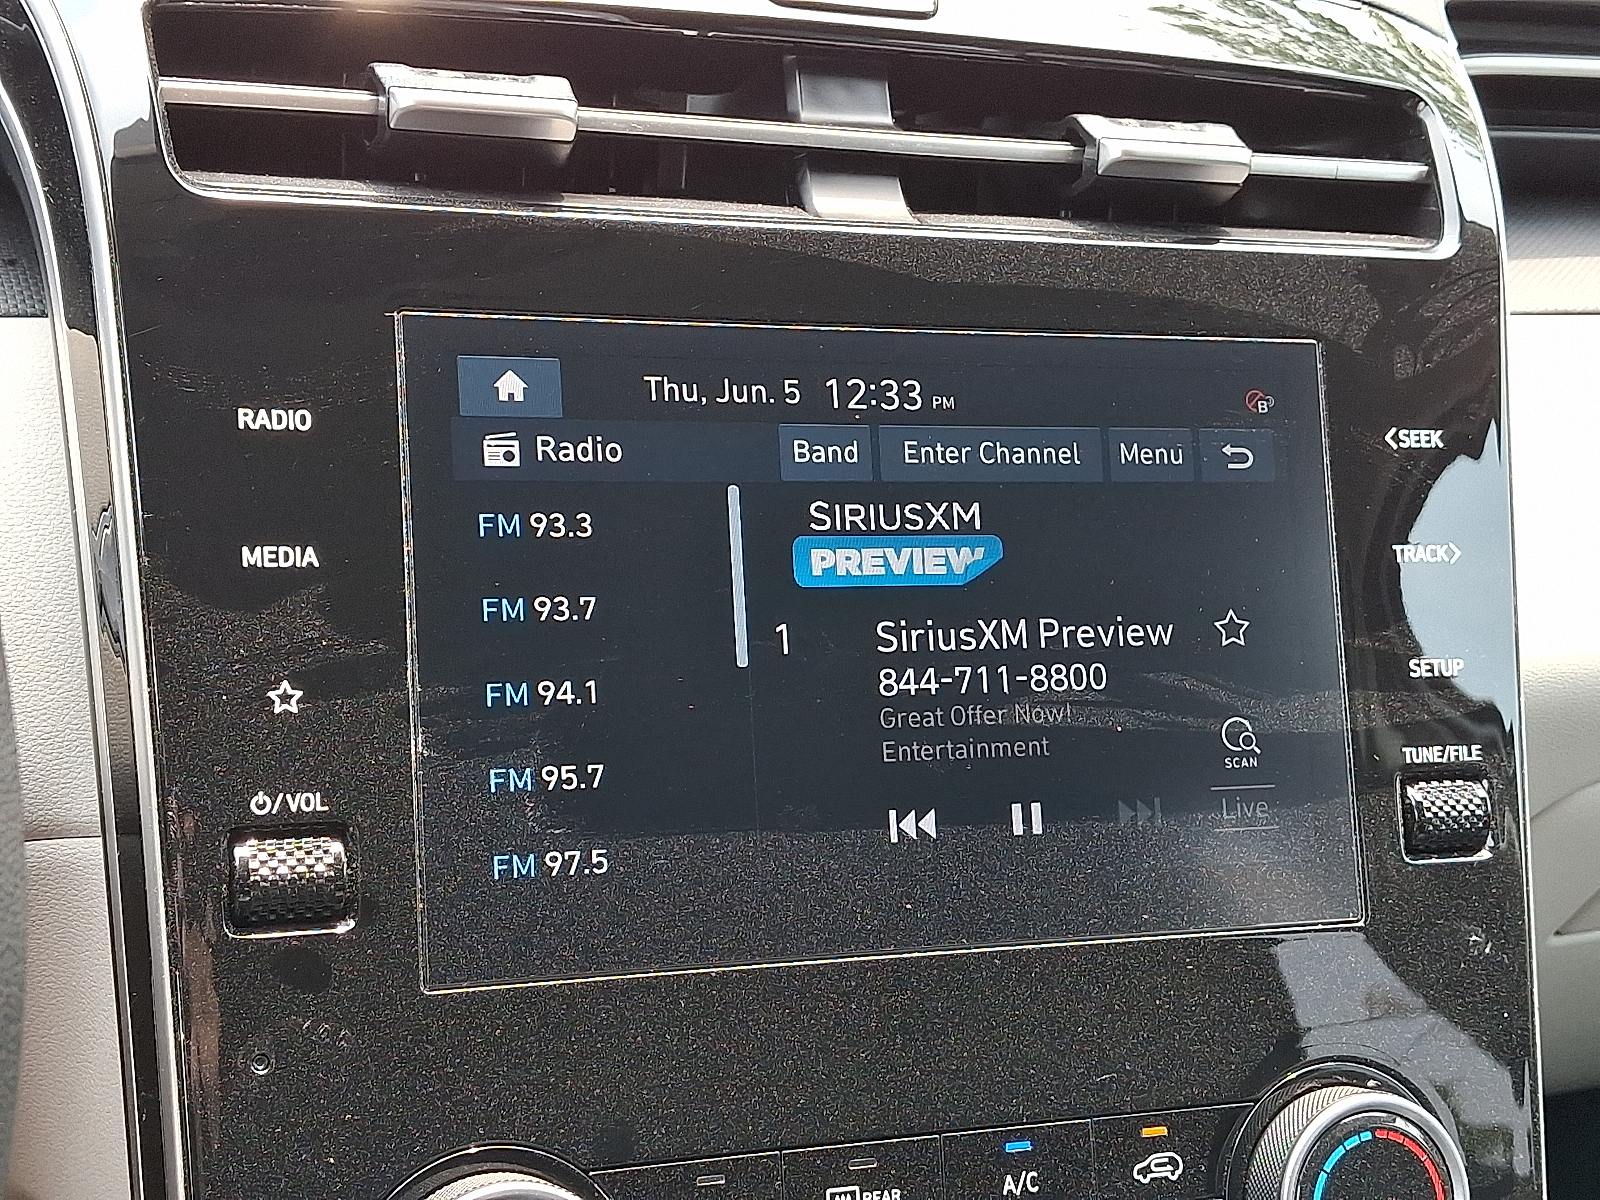 Thu, Jun. 5 12:33 PM
B
RADIO
Radio
Band
Enter Channel
Menu
<SEEK
FM 93.3
SIRIUSXM
PREVIEW
MEDIA
TRACK>
FM 93.7
1
SiriusXM Preview
844-711-8800
Great Offer Now!
Entertainment
FM 94.1
SETUP
SCAN
FM 95.7
TUNE/FILE
/VOL
Live
FM 97.5
REAR
A/C